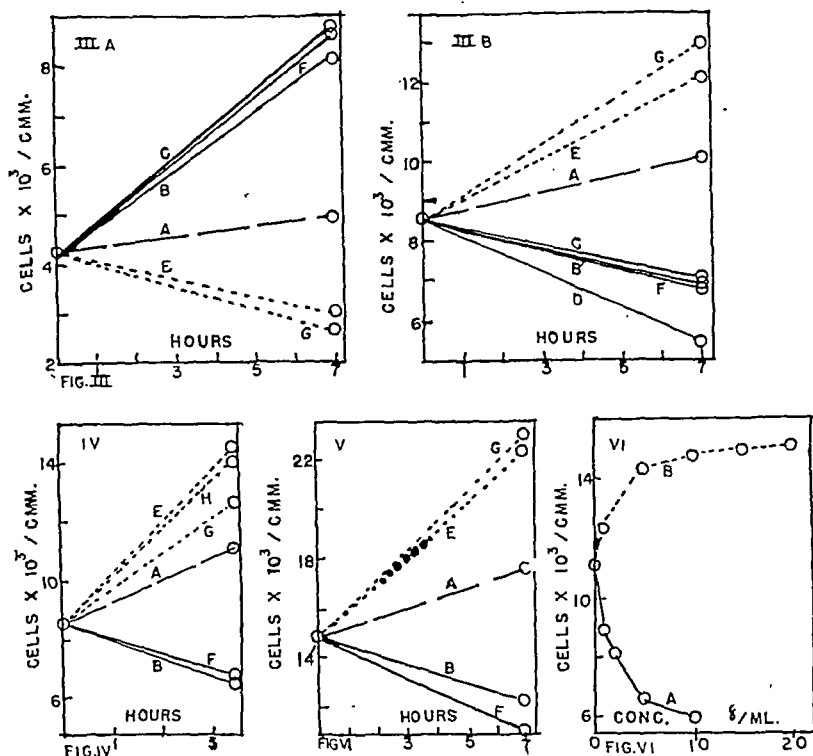 III A
CELLS X 10³ / CMM.
8
6
4
2
G
F
B
A
E
G
HOURS
1
3
5
7
FIG. III
III B
CELLS X 10³ / CMM.
12
10
8
6
G
E
A
C
B
F
D
HOURS
1
3
5
7
IV
CELLS X 10³ / CMM.
14
10
6
E
H
G
A
F
B
HOURS
1
5
FIG. IV
V
CELLS X 10³ / CMM.
22
18
14
G
E
A
B
F
HOURS
1
3
5
7
VI
CELLS X 10³ / CMM.
14
10
6
B
A
CONC. γ/ML.
0
1.0
2.0
FIG. VI